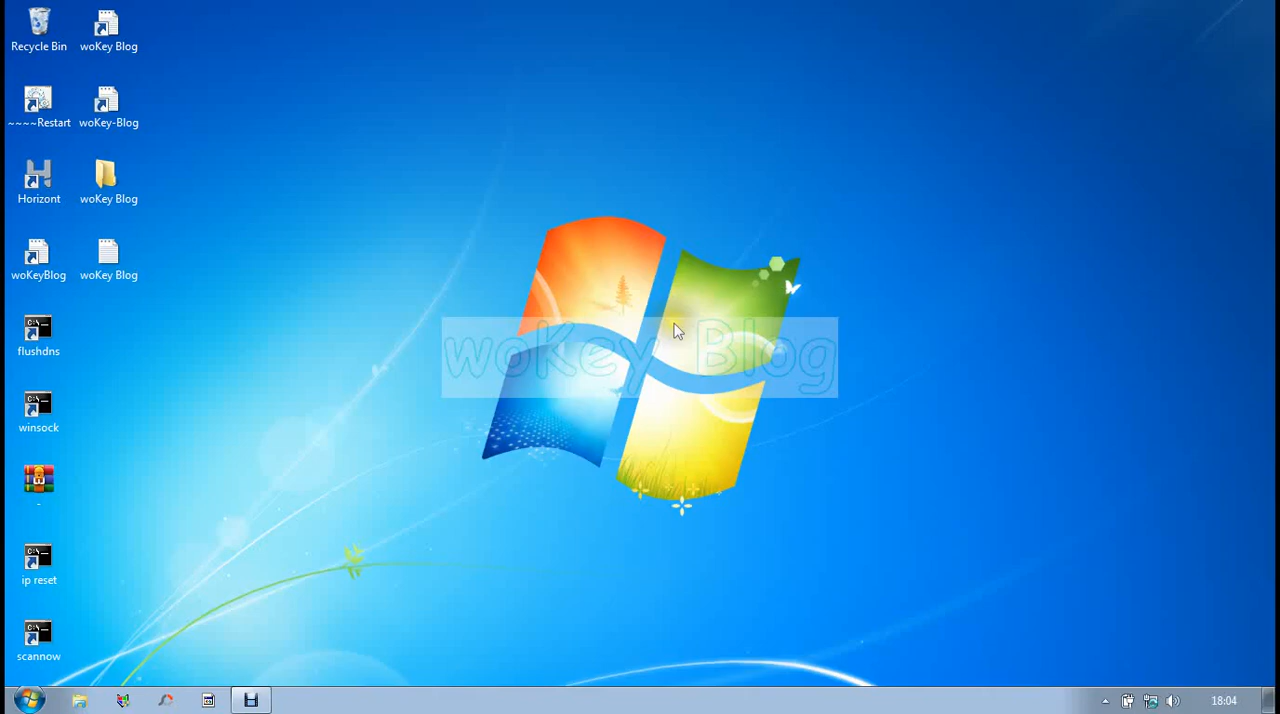 Recycle Bin
woKey Blog
~~~~Restart
woKey-Blog
Horizont
woKey Blog
woKeyBlog
woKey Blog
flushdns
winsock
-
ip reset
scannow
woKey Blog
18:04